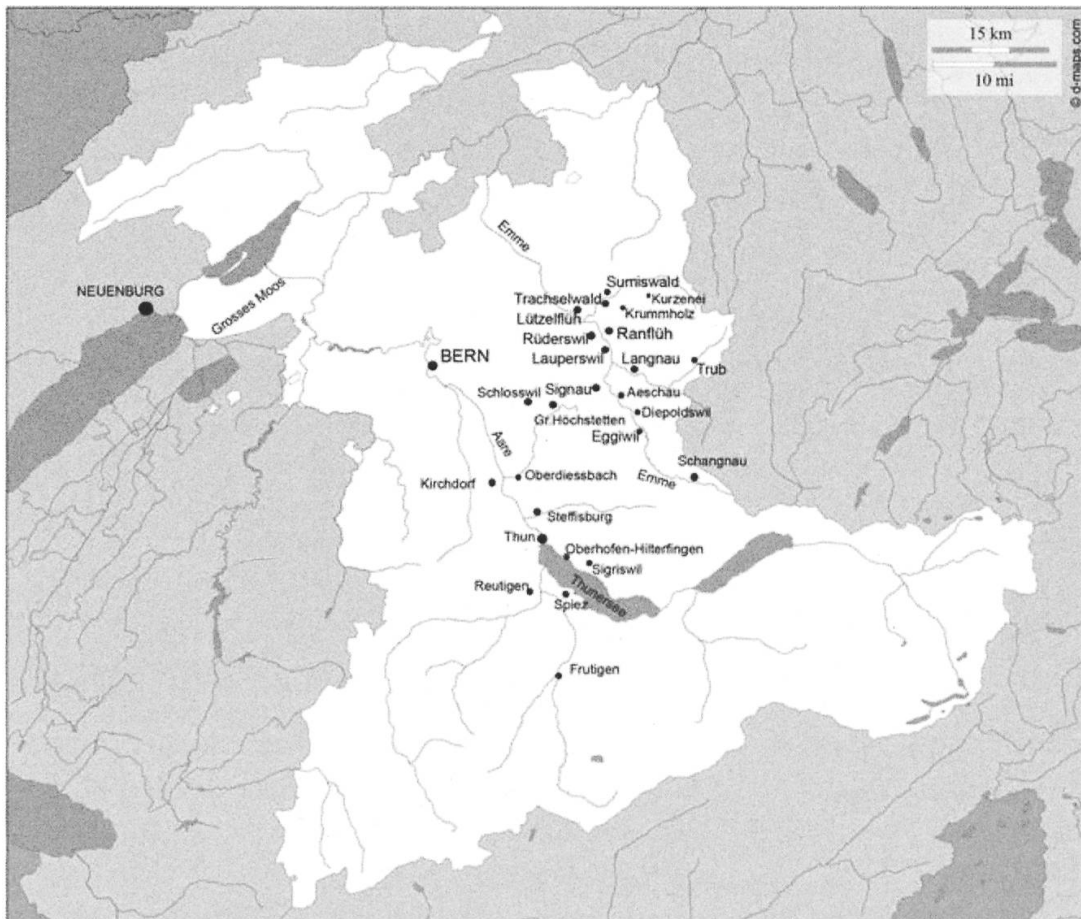 15 km
10 mi
© d-maps.com
Emme
NEUENBURG
Grosses Moos
Sumiswald
Kurzenei
Trachselwald
Krummholz
Lützelflüh
Ranflüh
Rüderswil
Lauperswil
BERN
Langnau
Trub
Signau
Schlosswil
Aeschau
Gr.Höchstetten
Diepoldswil
Eggiwil
Aare
Schangnau
Oberdiessbach
Emme
Kirchdorf
Steffisburg
Thun
Oberhofen-Hilterfingen
Sigriswil
Reutigen
Thunersee
Spiez
Frutigen